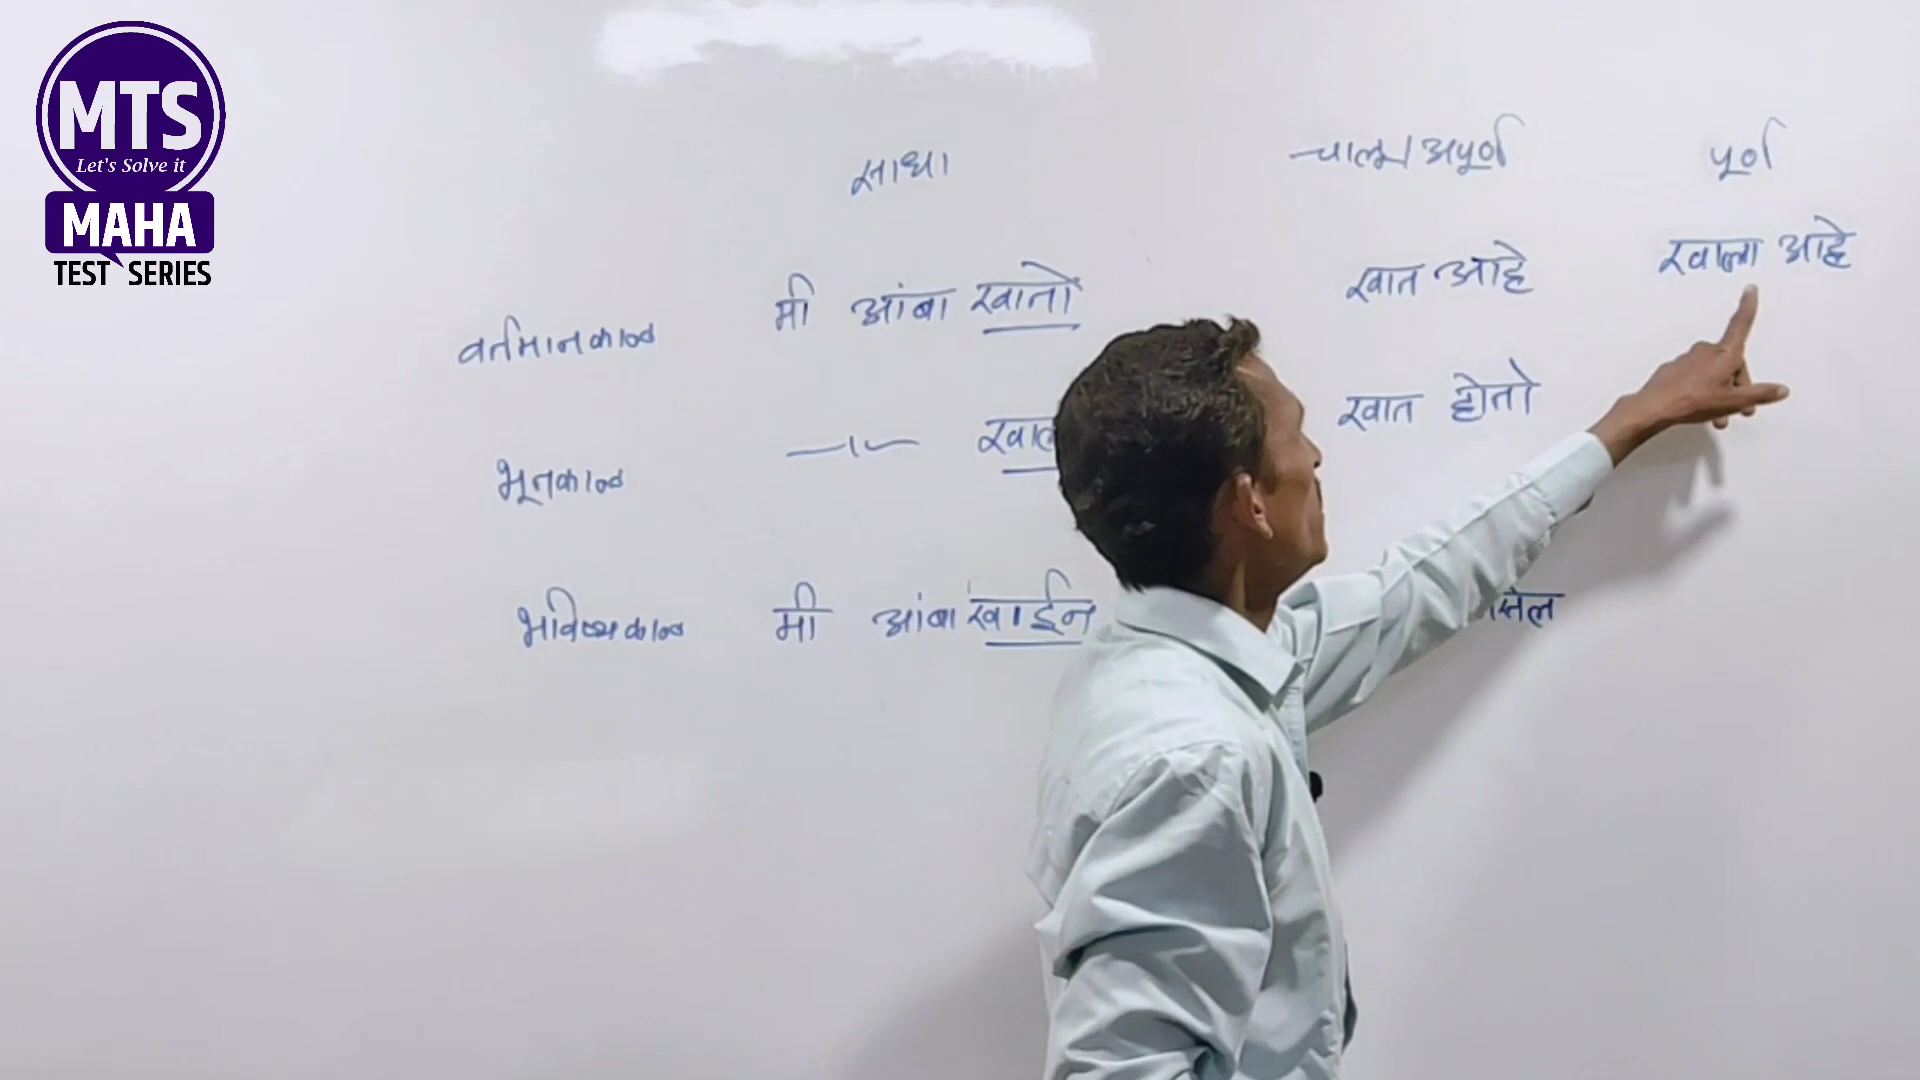 MTS
Let's Solve it
MAHA
TEST SERIES
साधा चालू/अपूर्ण पूर्ण
वर्तमानकाळ मी आंबा खातो खात आहे खाल्ला आहे
भूतकाळ —॥— खात होतो
भविष्यकाळ मी आंबा खाईन